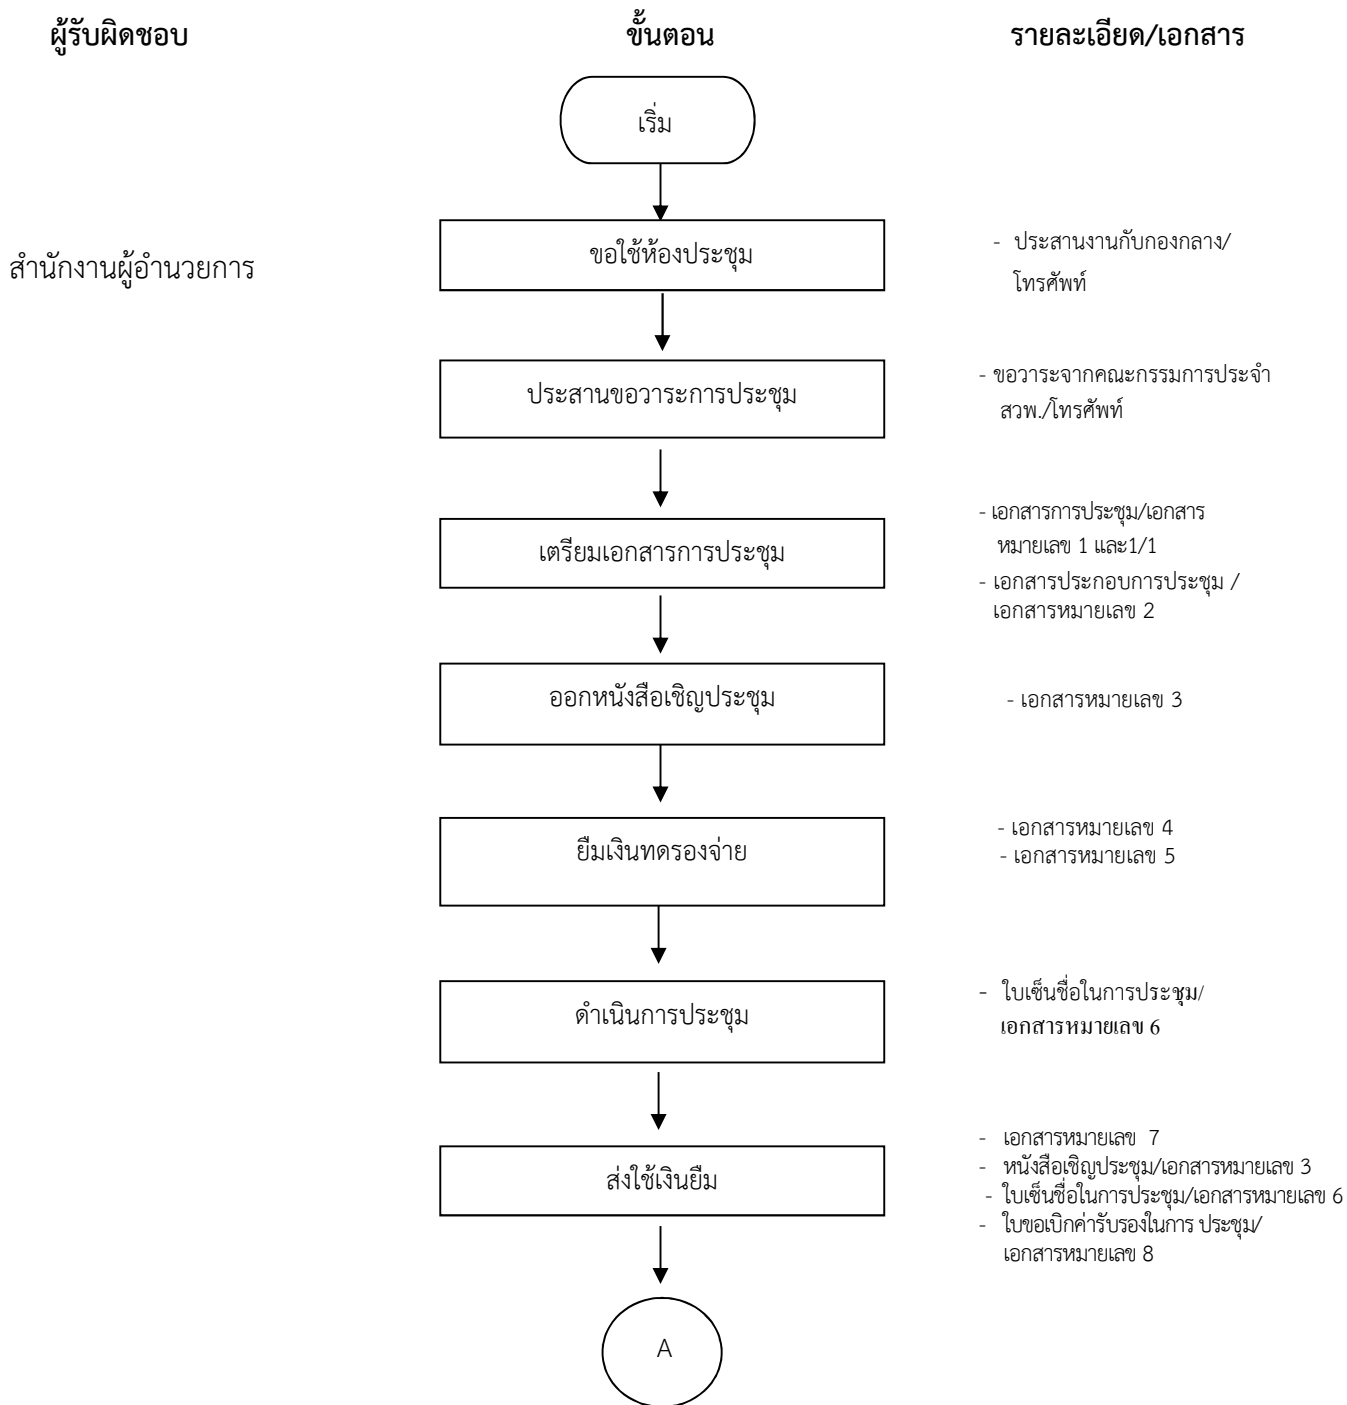 ผู้รับผิดชอบ ขั้นตอน รายละเอียด/เอกสาร
เริ่ม
สำนักงานผู้อำนวยการ
ขอใช้ห้องประชุม
- ประสานงานกับกองกลาง/
โทรศัพท์
ประสานขอวาระการประชุม
- ขอวาระจากคณะกรรมการประจำ
สวพ./โทรศัพท์
เตรียมเอกสารการประชุม
- เอกสารการประชุม/เอกสาร
หมายเลข 1 และ1/1
- เอกสารประกอบการประชุม /
เอกสารหมายเลข 2
ออกหนังสือเชิญประชุม
- เอกสารหมายเลข 3
ยืมเงินทดรองจ่าย
- เอกสารหมายเลข 4
- เอกสารหมายเลข 5
ดำเนินการประชุม
- ใบเซ็นชื่อในการประชุม/
เอกสารหมายเลข 6
ส่งใช้เงินยืม
- เอกสารหมายเลข 7
- หนังสือเชิญประชุม/เอกสารหมายเลข 3
- ใบเซ็นชื่อในการประชุม/เอกสารหมายเลข 6
- ใบขอเบิกค่ารับรองในการ ประชุม/
เอกสารหมายเลข 8
A